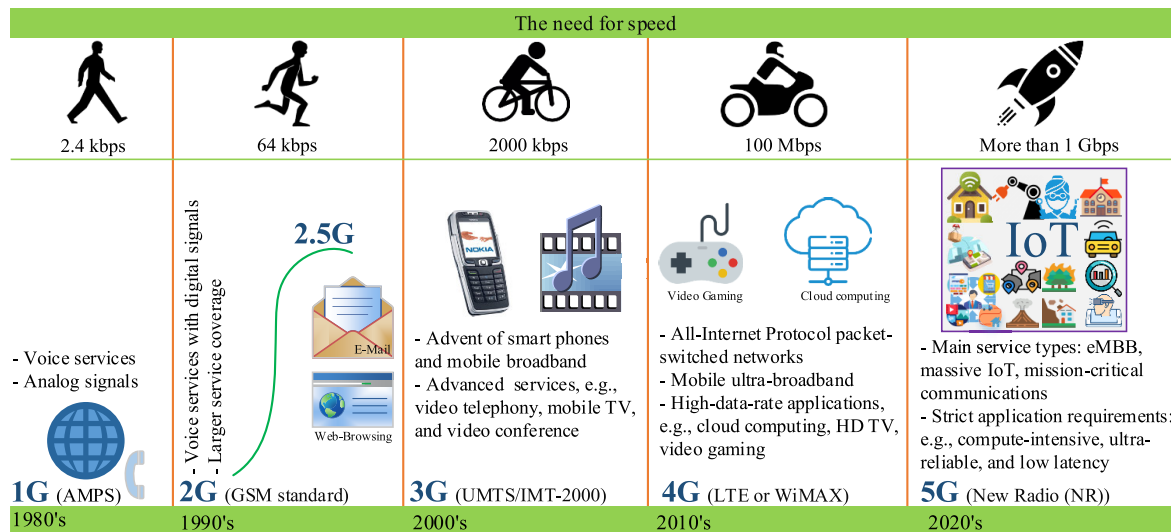 The need for speed
2.4 kbps
64 kbps
2000 kbps
100 Mbps
More than 1 Gbps
- Voice services
- Analog signals
1G (AMPS)
1980's
- Voice services with digital signals
- Larger service coverage
2.5G
E-Mail
Web-Browsing
2G (GSM standard)
1990's
NOKIA
- Advent of smart phones
and mobile broadband
- Advanced services, e.g.,
video telephony, mobile TV,
and video conference
3G (UMTS/IMT-2000)
2000's
Video Gaming
Cloud computing
- All-Internet Protocol packet-
switched networks
- Mobile ultra-broadband
- High-data-rate applications,
e.g., cloud computing, HD TV,
video gaming
4G (LTE or WiMAX)
2010's
IoT
- Main service types: eMBB,
massive IoT, mission-critical
communications
- Strict application requirements:
e.g., compute-intensive, ultra-
reliable, and low latency
5G (New Radio (NR))
2020's